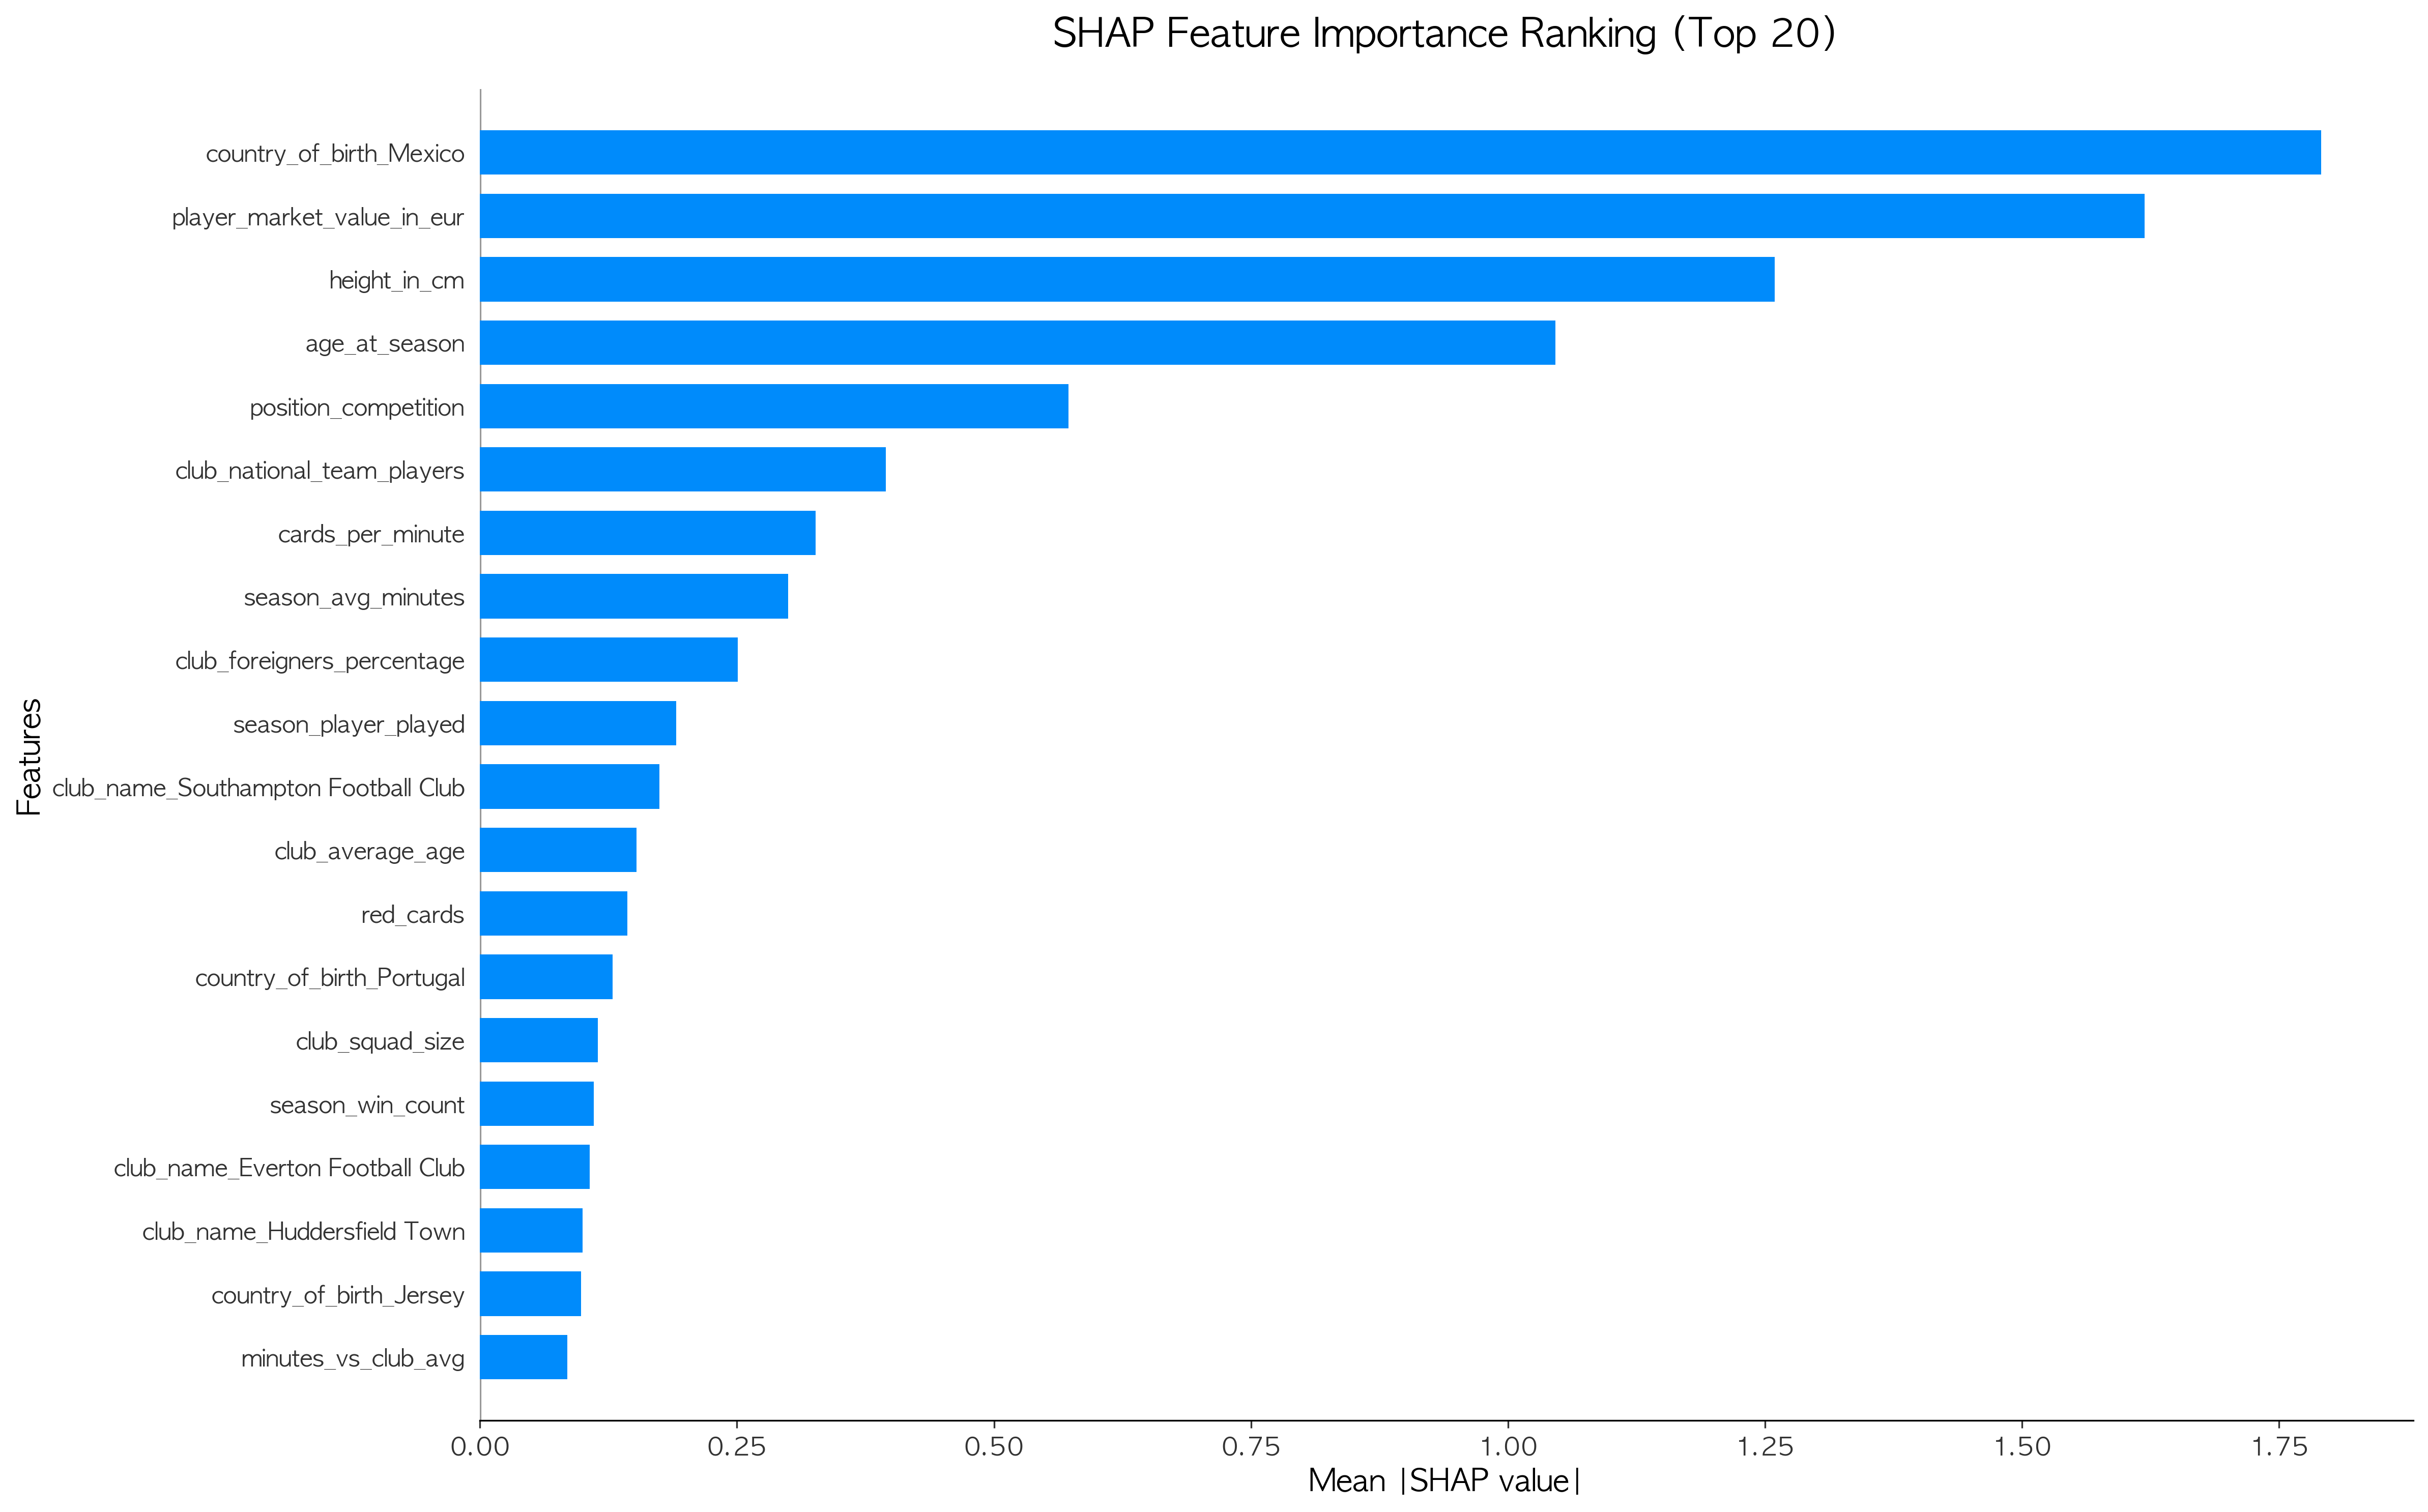 SHAP Feature Importance Ranking (Top 20)
Features
country_of_birth_Mexico
player_market_value_in_eur
height_in_cm
age_at_season
position_competition
club_national_team_players
cards_per_minute
season_avg_minutes
club_foreigners_percentage
season_player_played
club_name_Southampton Football Club
club_average_age
red_cards
country_of_birth_Portugal
club_squad_size
season_win_count
club_name_Everton Football Club
club_name_Huddersfield Town
country_of_birth_Jersey
minutes_vs_club_avg
0.00 0.25 0.50 0.75 1.00 1.25 1.50 1.75
Mean |SHAP value|